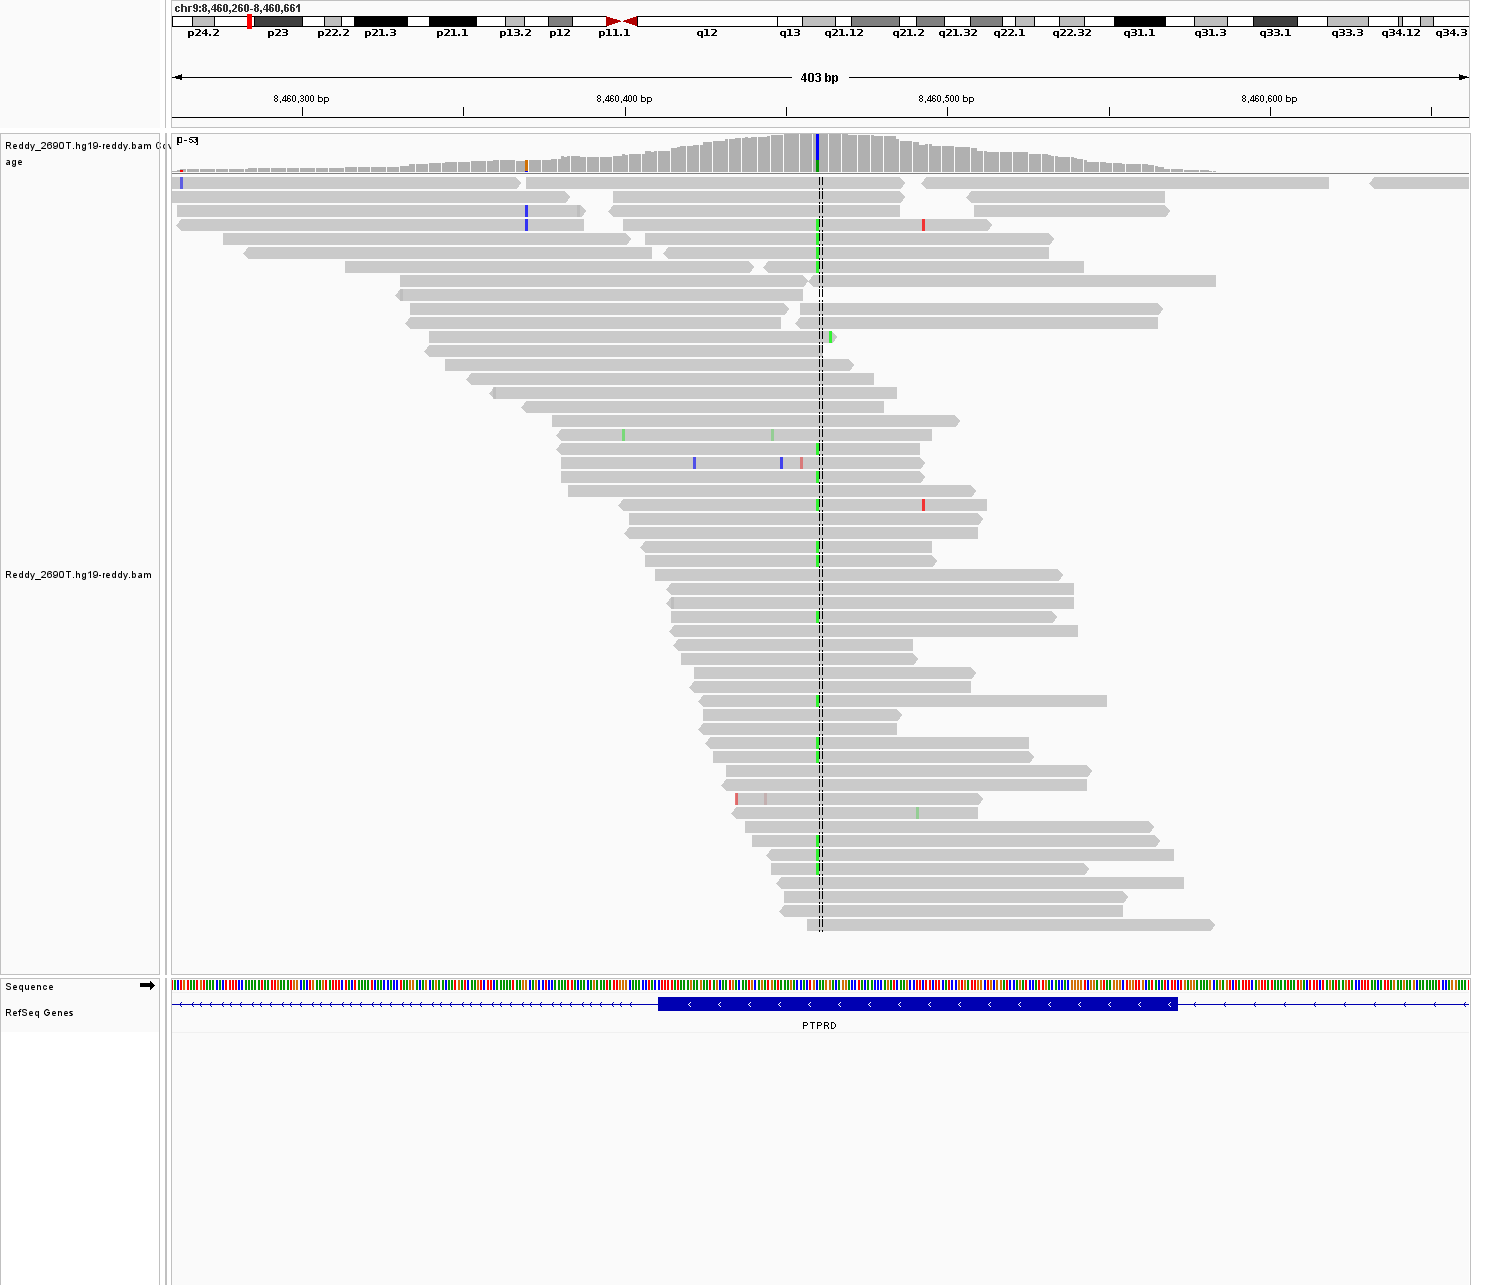 chr9:8,460,260-8,460,661
p24.2 p23 p22.2 p21.3 p21.1 p13.2 p12 p11.1 q12 q13 q21.12 q21.2 q21.32 q22.1 q22.32 q31.1 q31.3 q33.1 q33.3 q34.12 q34.3
403 bp
8,460,300 bp 8,460,400 bp 8,460,500 bp 8,460,600 bp
[0-53]
Reddy_2690T.hg19-reddy.bam Cov
age
Reddy_2690T.hg19-reddy.bam
Sequence
RefSeq Genes
PTPRD